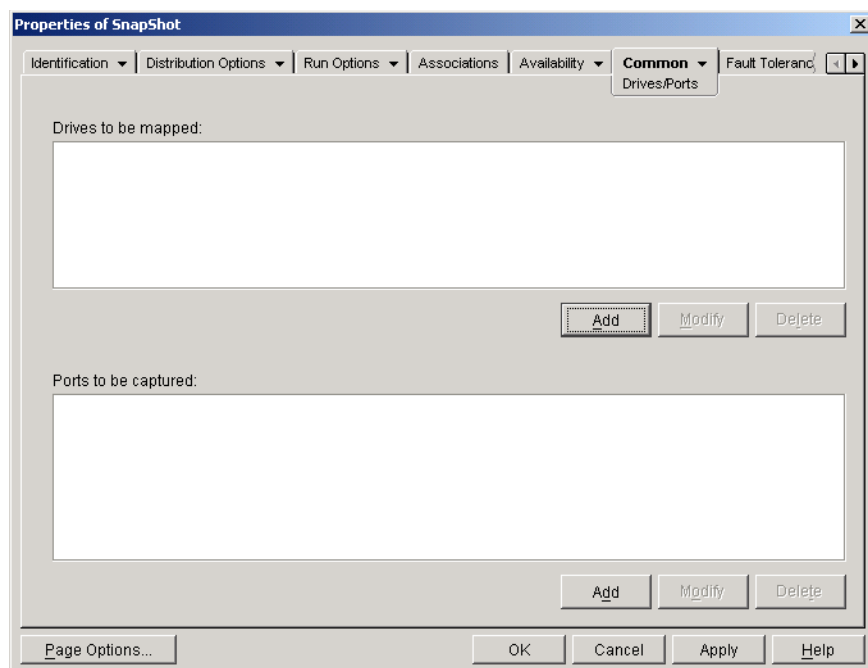 Properties of SnapShot
Identification Distribution Options Run Options Associations Availability Common Fault Toleranc
Drives/Ports
Drives to be mapped:
Add Modify Delete
Ports to be captured:
Add Modify Delete
Page Options... OK Cancel Apply Help